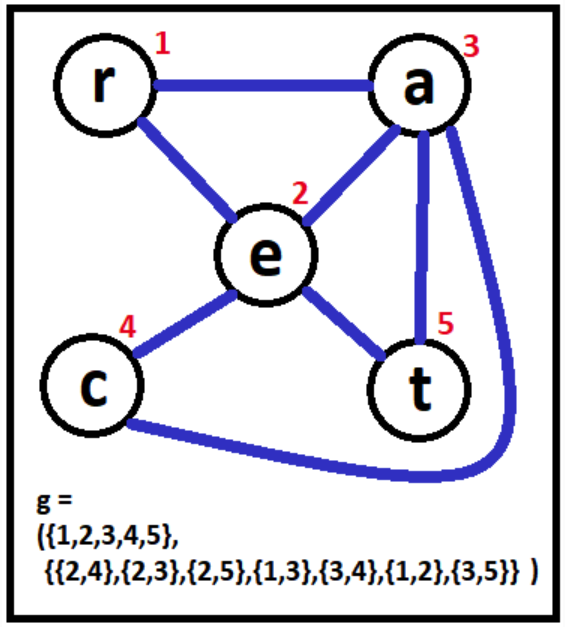 r 1 a 3
e 2
c 4 t 5
g =
({1,2,3,4,5},
{{2,4},{2,3},{2,5},{1,3},{3,4},{1,2},{3,5}} )